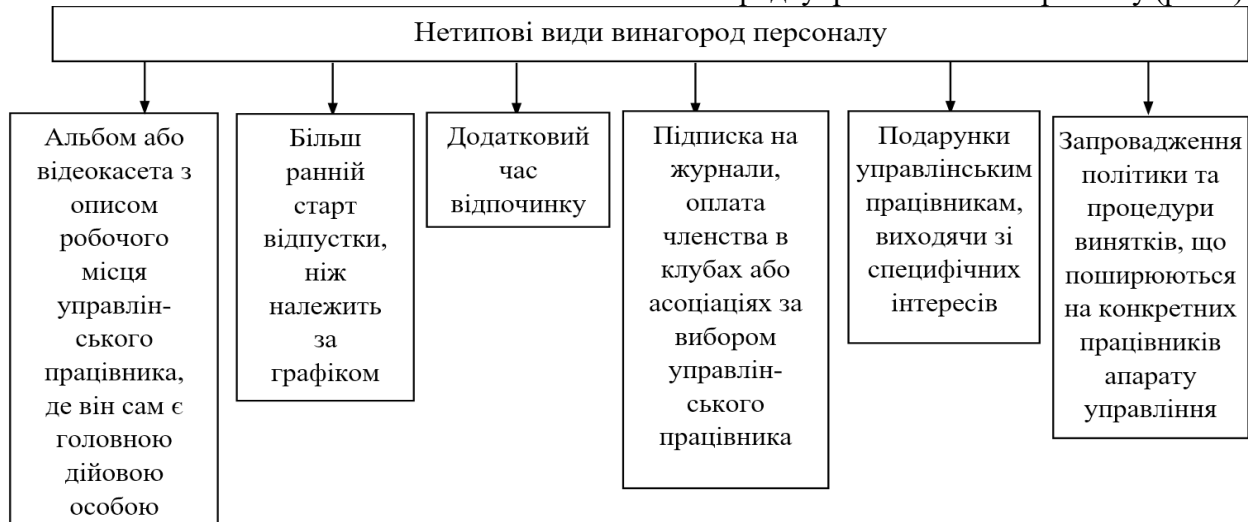 Нетипові види винагород персоналу
Альбом або
відеокасета з
описом
робочого
місця
управлін-
ського
працівника,
де він сам є
головною
дійовою
особою
Більш
ранній
старт
відпустки,
ніж
належить
за
графіком
Додатковий
час
відпочинку
Підписка на
журнали,
оплата
членства в
клубах або
асоціаціях за
вибором
управлін-
ського
працівника
Подарунки
управлінським
працівникам,
виходячи зі
специфічних
інтересів
Запровадження
політики та
процедури
винятків, що
поширюються
на конкретних
працівників
апарату
управління